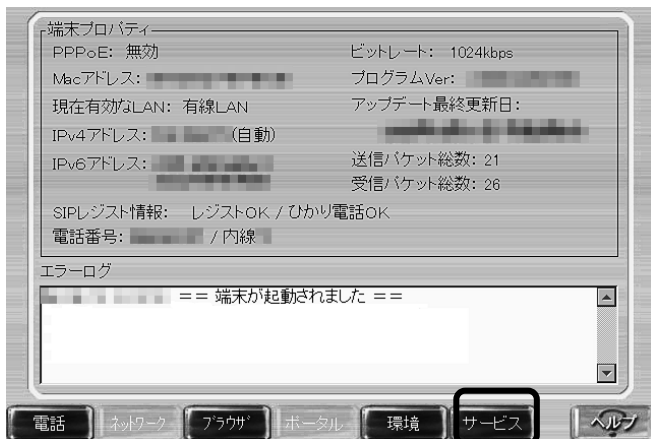 端末プロパティ
PPPoE: 無効
ビットレート: 1024kbps
Macアドレス:
プログラムVer:
現在有効なLAN: 有線LAN
アップデート最終更新日:
IPv4アドレス: (自動)
IPv6アドレス:
送信パケット総数: 21
受信パケット総数: 26
SIPレジスト情報: レジストOK / ひかり電話OK
電話番号: / 内線
エラーログ
== 端末が起動されました ==
電話 ネットワーク ブラウザ ポータル 環境 サービス ヘルプ